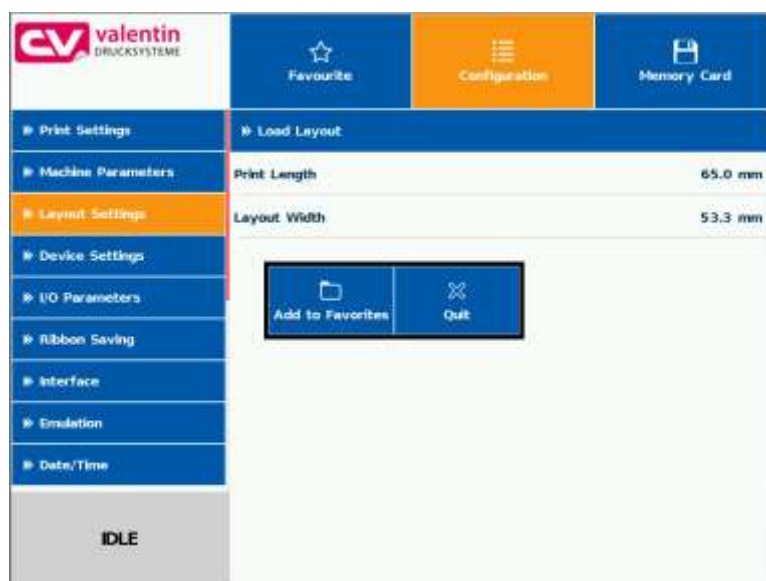 valentin
DRUCKSYSTEME
Favourite
Configuration
Memory Card
Print Settings
Load Layout
Machine Parameters
Print Length
65.0 mm
Layout Settings
Layout Width
53.3 mm
Device Settings
I/O Parameters
Add to Favorites
Quit
Ribbon Saving
Interface
Emulation
Date/Time
IDLE